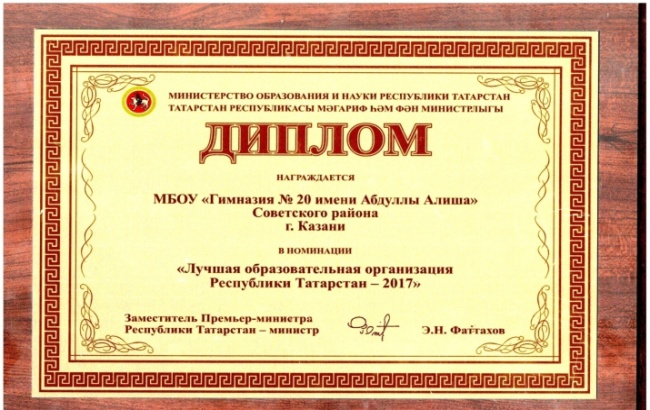 МИНИСТЕРСТВО ОБРАЗОВАНИЯ И НАУКИ РЕСПУБЛИКИ ТАТАРСТАН
ТАТАРСТАН РЕСПУБЛИКАСЫ МӘГАРИФ ҺӘМ ФӘН МИНИСТРЛЫГЫ
ДИПЛОМ
НАГРАЖДАЕТСЯ
МБОУ «Гимназия № 20 имени Абдуллы Алиша»
Советского района
г. Казани
В НОМИНАЦИИ
«Лучшая образовательная организация
Республики Татарстан – 2017»
Заместитель Премьер-министра
Республики Татарстан – министр
Э.Н. Фаттахов